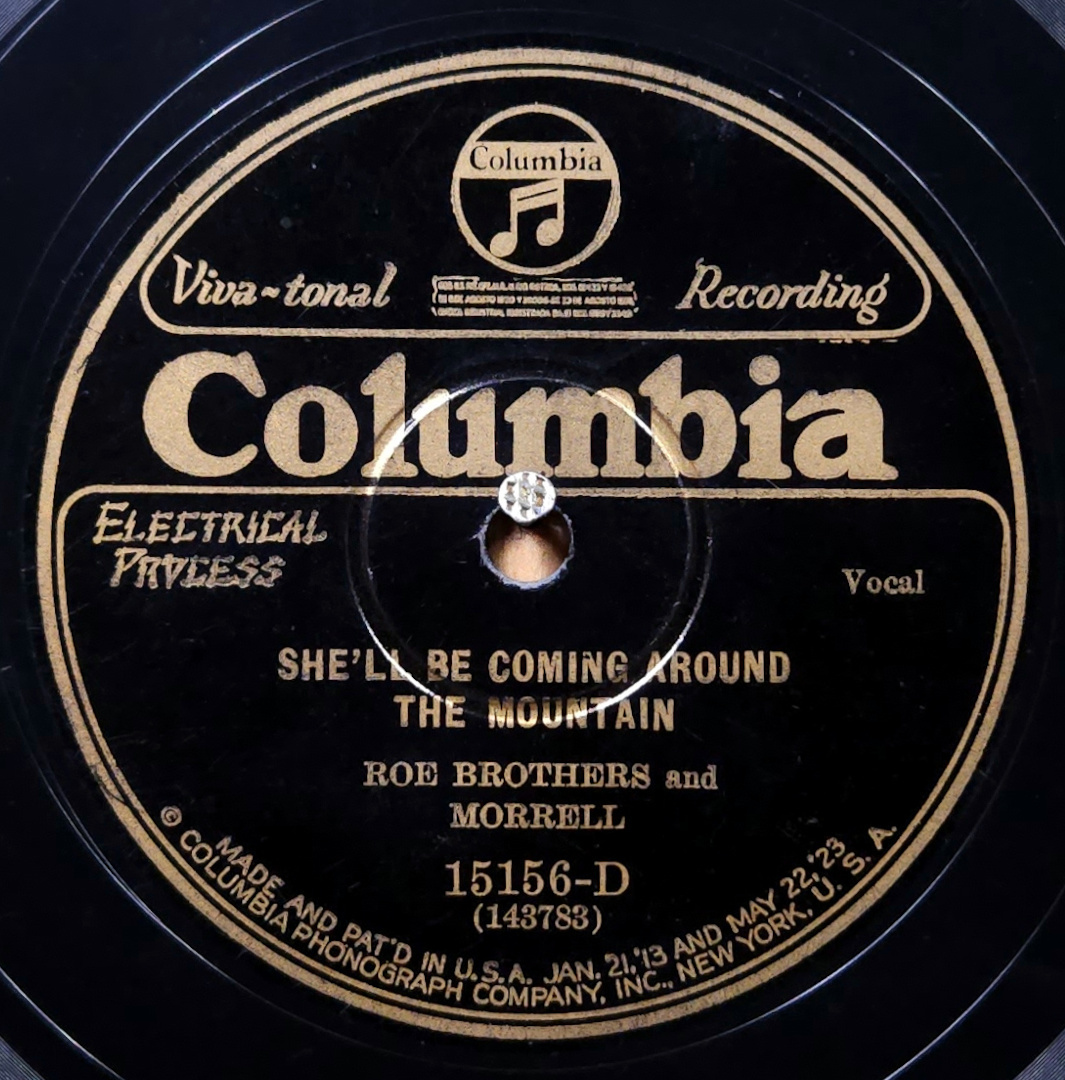 Columbia
Viva-tonal
Recording
Columbia
ELECTRICAL
PROCESS
Vocal
SHE'LL BE COMING AROUND
THE MOUNTAIN
ROE BROTHERS and
MORRELL
15156-D
(143783)
MADE AND PAT'D IN U.S.A. JAN. 21,'13 AND MAY 22,'23
© COLUMBIA PHONOGRAPH COMPANY, INC., NEW YORK, U. S. A.